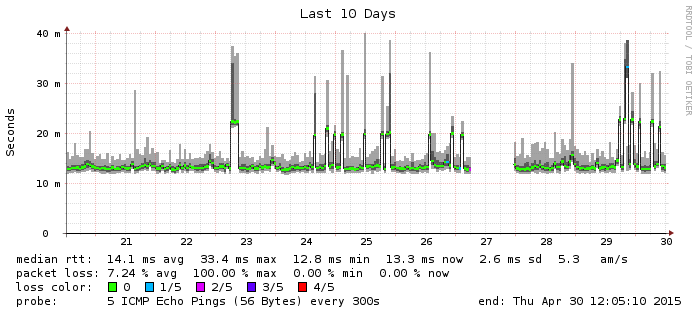 Last 10 Days
RRDTOOL / TOBI OETIKER
Seconds
40 m
30 m
20 m
10 m
0
21 22 23 24 25 26 27 28 29 30
median rtt: 14.1 ms avg 33.4 ms max 12.8 ms min 13.3 ms now 2.6 ms sd 5.3 am/s
packet loss: 7.24 % avg 100.00 % max 0.00 % min 0.00 % now
loss color: 0 1/5 2/5 3/5 4/5
probe: 5 ICMP Echo Pings (56 Bytes) every 300s end: Thu Apr 30 12:05:10 2015